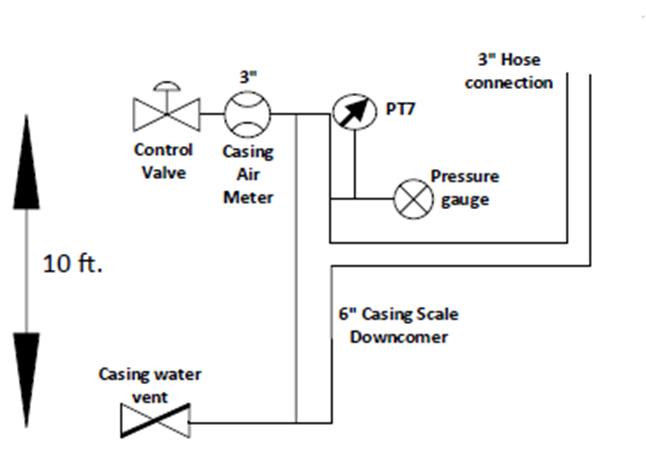 3" Hose
connection
3"
PT7
Control
Valve
Casing
Air
Meter
Pressure
gauge
10 ft.
6" Casing Scale
Downcomer
Casing water
vent